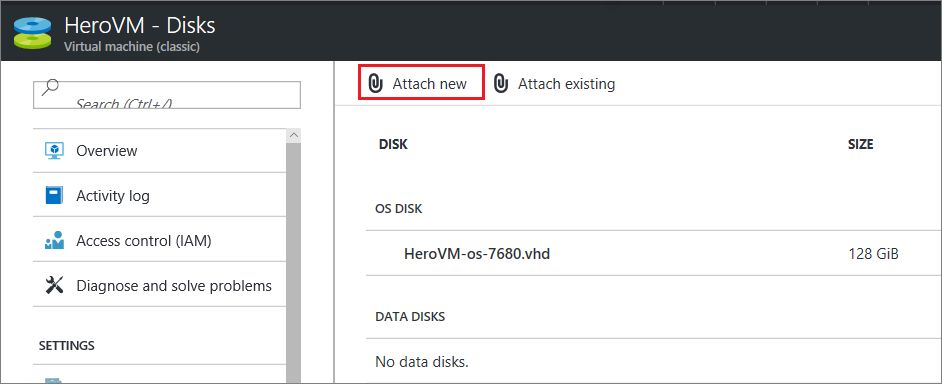 HeroVM - Disks
Virtual machine (classic)
Search (Ctrl+/)
Overview
Activity log
Access control (IAM)
Diagnose and solve problems
SETTINGS
Attach new Attach existing
DISK SIZE
OS DISK
HeroVM-os-7680.vhd 128 GiB
DATA DISKS
No data disks.